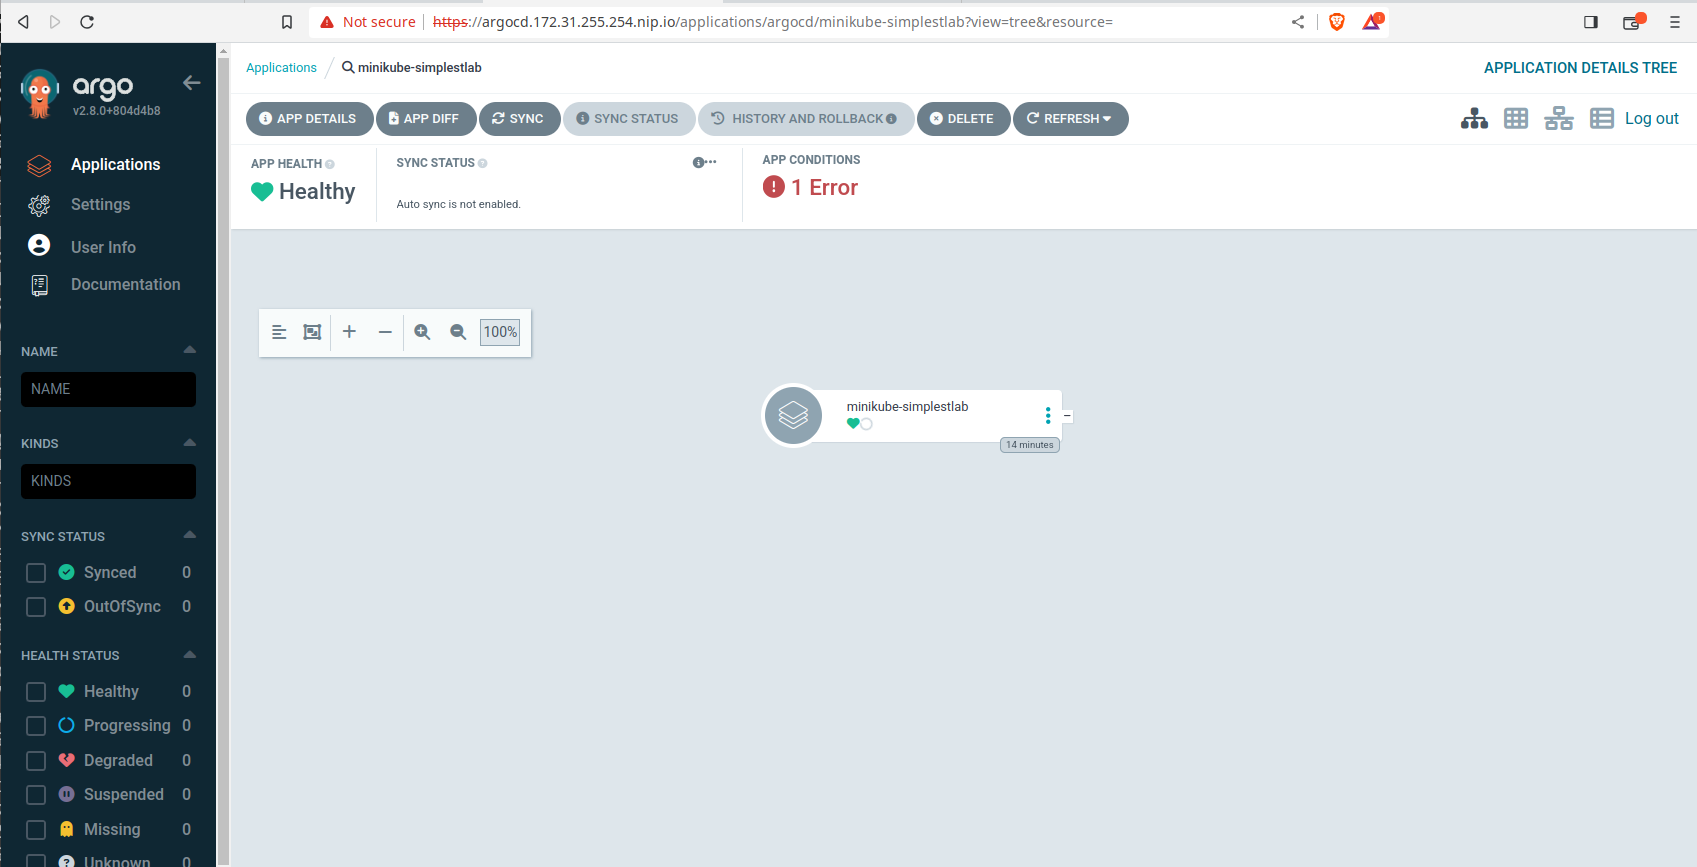 Not secure https://argocd.172.31.255.254.nip.io/applications/argocd/minikube-simplestlab?view=tree&resource=
argo
v2.8.0+804d4b8
Applications
Settings
User Info
Documentation
NAME
NAME
KINDS
KINDS
SYNC STATUS
Synced 0
OutOfSync 0
HEALTH STATUS
Healthy 0
Progressing 0
Degraded 0
Suspended 0
Missing 0
Unknown 0
Applications / minikube-simplestlab
APPLICATION DETAILS TREE
APP DETAILS APP DIFF SYNC SYNC STATUS HISTORY AND ROLLBACK DELETE REFRESH
Log out
APP HEALTH
Healthy
SYNC STATUS
Auto sync is not enabled.
APP CONDITIONS
1 Error
100%
minikube-simplestlab
14 minutes